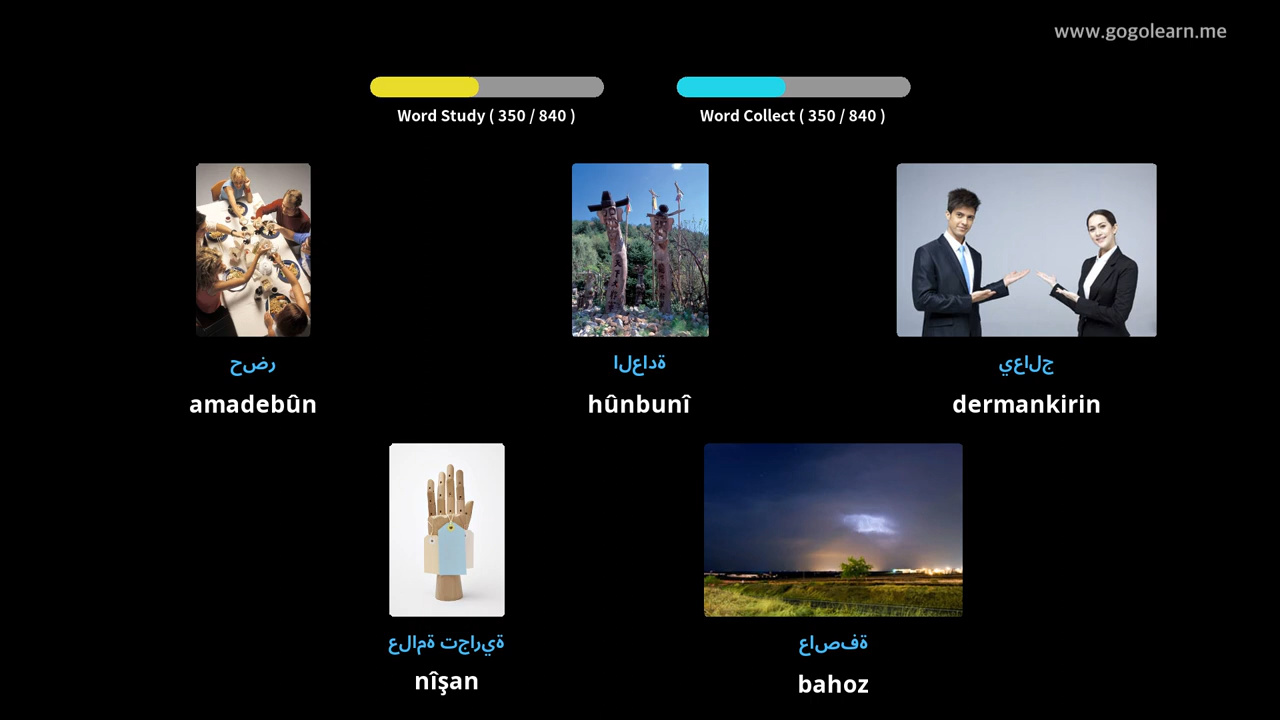 www.gogolearn.me
Word Study ( 350 / 840 )
Word Collect ( 350 / 840 )
حضر
العادة
يعالج
amadebûn
hûnbunî
dermankirin
علامة تجارية
عاصفة
nîşan
bahoz